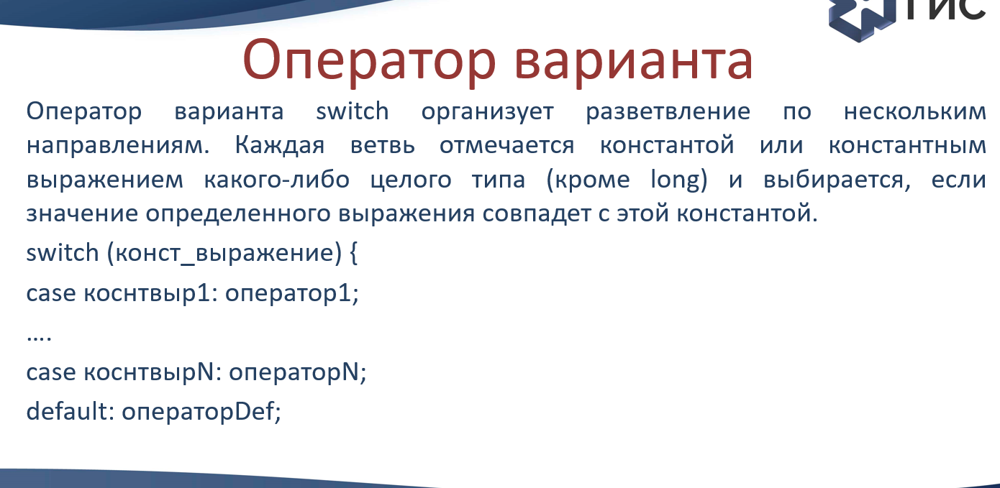 Оператор варианта
Оператор варианта switch организует разветвление по нескольким
направлениям. Каждая ветвь отмечается константой или константным
выражением какого-либо целого типа (кроме long) и выбирается, если
значение определенного выражения совпадет с этой константой.
switch (конст_выражение) {
case коснтвыр1: оператор1;
....
case коснтвырN: операторN;
default: операторDef;